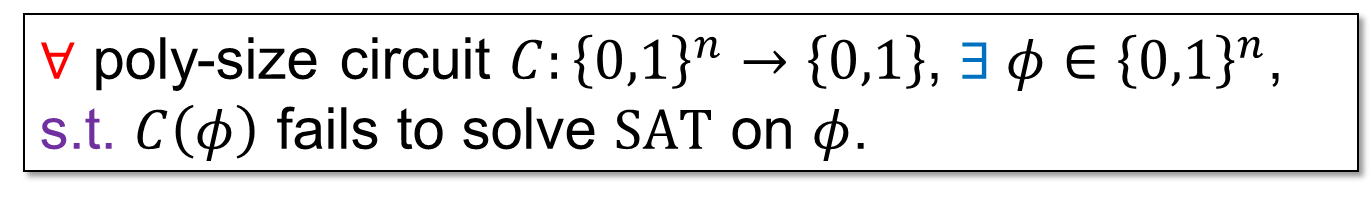 ∀ poly-size circuit 𝐶:{0,1}ⁿ → {0,1}, ∃ 𝜙 ∈ {0,1}ⁿ,
s.t. 𝐶(𝜙) fails to solve SAT on 𝜙.